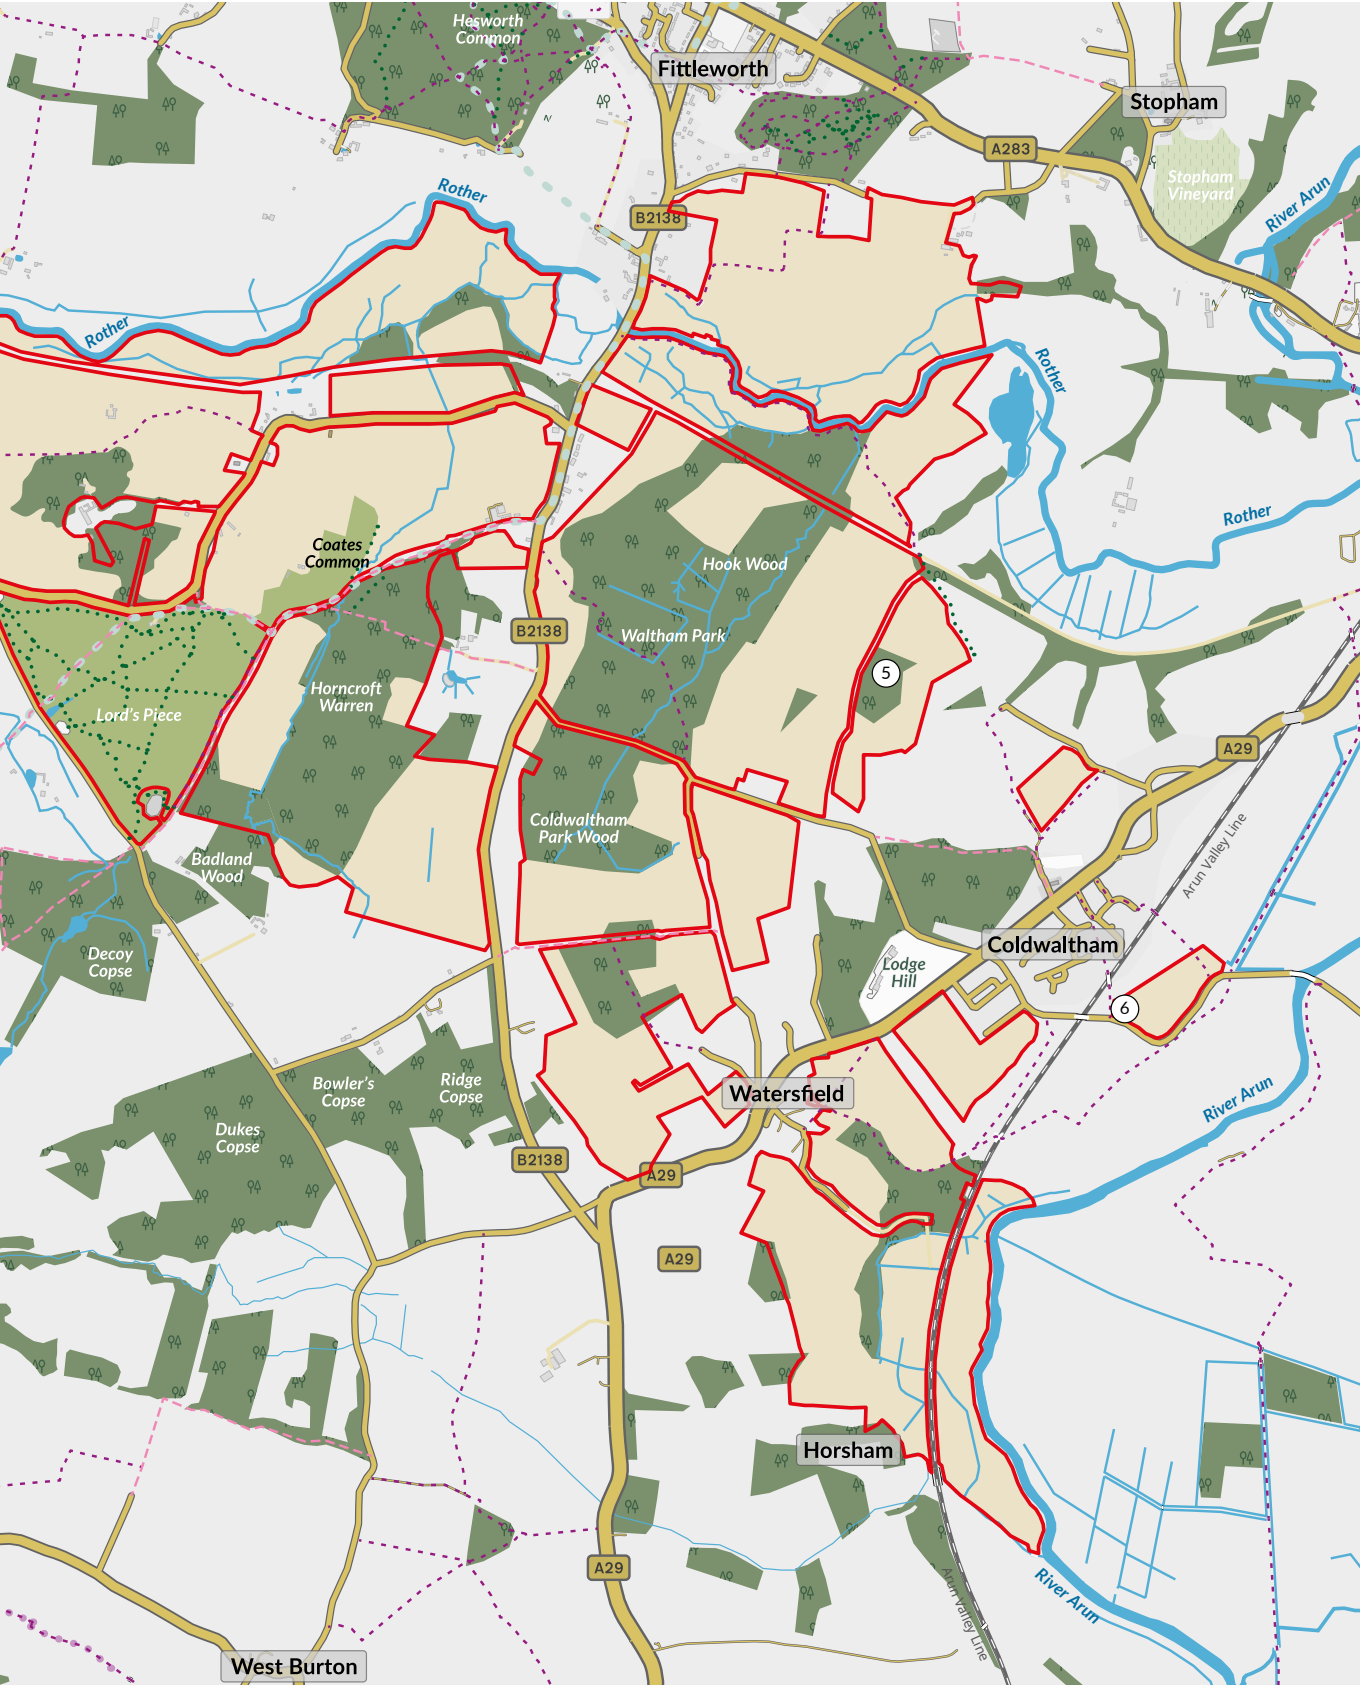 Hesworth
Common
Fittleworth
Stopham
A283
Stopham
Vineyard
River Arun
Rother
B2138
Rother
Rother
Rother
Coates
Common
Hook Wood
Waltham Park
B2138
5
Horncroft
Warren
Lord's Piece
A29
Coldwaltham
Park Wood
Arun Valley Line
Badland
Wood
Decoy
Copse
Coldwaltham
Lodge
Hill
6
Bowler's
Copse
Ridge
Copse
Watersfield
River Arun
Dukes
Copse
B2138
A29
A29
Horsham
A29
River Arun
Arun Valley Line
West Burton